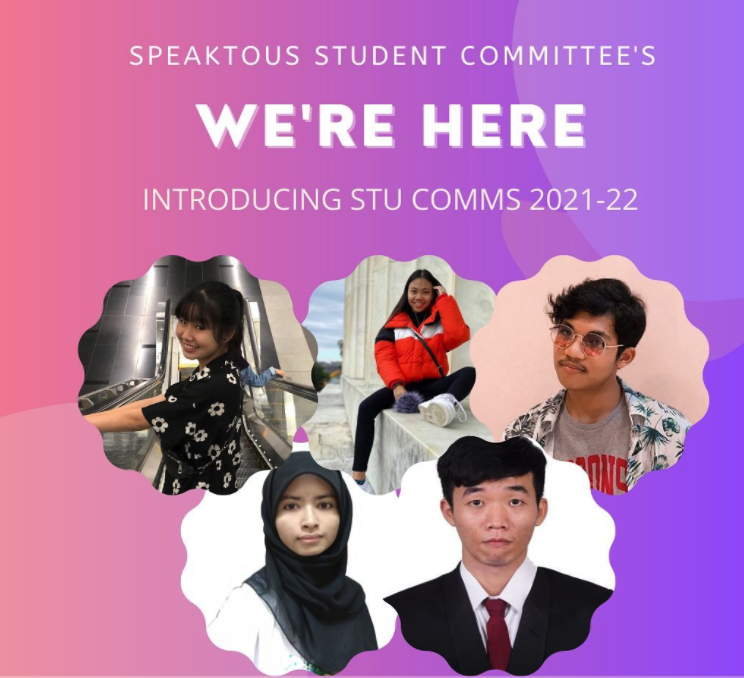 SPEAKTOUS STUDENT COMMITTEE'S
WE'RE HERE
INTRODUCING STU COMMS 2021-22